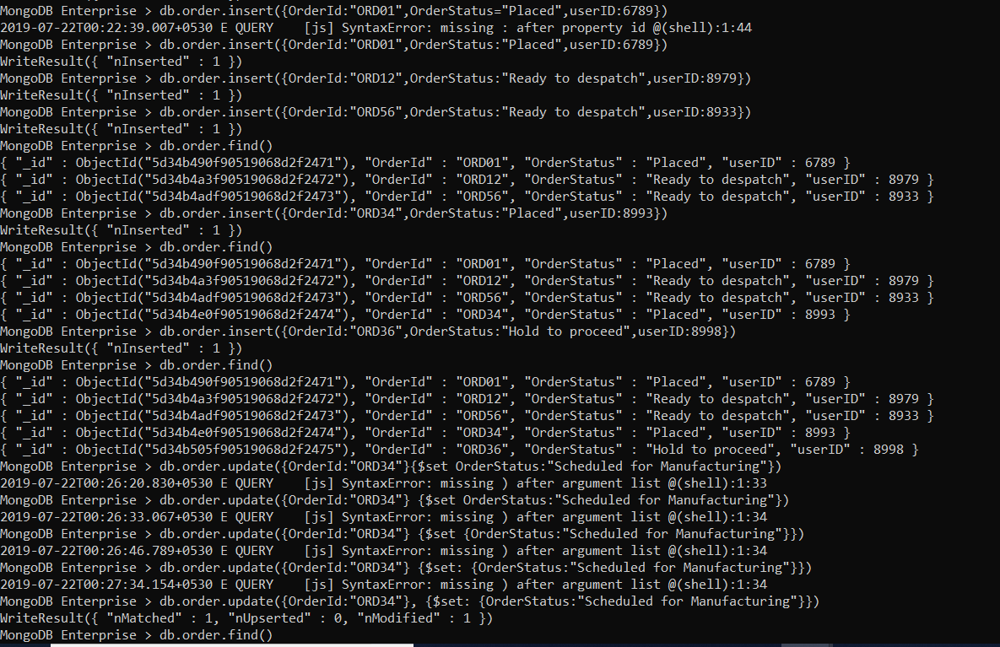 MongoDB Enterprise > db.order.insert({OrderId:"ORD01",OrderStatus="Placed",userID:6789})
2019-07-22T00:22:39.007+0530 E QUERY    [js] SyntaxError: missing : after property id @(shell):1:44
MongoDB Enterprise > db.order.insert({OrderId:"ORD01",OrderStatus:"Placed",userID:6789})
WriteResult({ "nInserted" : 1 })
MongoDB Enterprise > db.order.insert({OrderId:"ORD12",OrderStatus:"Ready to despatch",userID:8979})
WriteResult({ "nInserted" : 1 })
MongoDB Enterprise > db.order.insert({OrderId:"ORD56",OrderStatus:"Ready to despatch",userID:8933})
WriteResult({ "nInserted" : 1 })
MongoDB Enterprise > db.order.find()
{ "_id" : ObjectId("5d34b490f90519068d2f2471"), "OrderId" : "ORD01", "OrderStatus" : "Placed", "userID" : 6789 }
{ "_id" : ObjectId("5d34b4a3f90519068d2f2472"), "OrderId" : "ORD12", "OrderStatus" : "Ready to despatch", "userID" : 8979 }
{ "_id" : ObjectId("5d34b4adf90519068d2f2473"), "OrderId" : "ORD56", "OrderStatus" : "Ready to despatch", "userID" : 8933 }
MongoDB Enterprise > db.order.insert({OrderId:"ORD34",OrderStatus:"Placed",userID:8993})
WriteResult({ "nInserted" : 1 })
MongoDB Enterprise > db.order.find()
{ "_id" : ObjectId("5d34b490f90519068d2f2471"), "OrderId" : "ORD01", "OrderStatus" : "Placed", "userID" : 6789 }
{ "_id" : ObjectId("5d34b4a3f90519068d2f2472"), "OrderId" : "ORD12", "OrderStatus" : "Ready to despatch", "userID" : 8979 }
{ "_id" : ObjectId("5d34b4adf90519068d2f2473"), "OrderId" : "ORD56", "OrderStatus" : "Ready to despatch", "userID" : 8933 }
{ "_id" : ObjectId("5d34b4e0f90519068d2f2474"), "OrderId" : "ORD34", "OrderStatus" : "Placed", "userID" : 8993 }
MongoDB Enterprise > db.order.insert({OrderId:"ORD36",OrderStatus:"Hold to proceed",userID:8998})
WriteResult({ "nInserted" : 1 })
MongoDB Enterprise > db.order.find()
{ "_id" : ObjectId("5d34b490f90519068d2f2471"), "OrderId" : "ORD01", "OrderStatus" : "Placed", "userID" : 6789 }
{ "_id" : ObjectId("5d34b4a3f90519068d2f2472"), "OrderId" : "ORD12", "OrderStatus" : "Ready to despatch", "userID" : 8979 }
{ "_id" : ObjectId("5d34b4adf90519068d2f2473"), "OrderId" : "ORD56", "OrderStatus" : "Ready to despatch", "userID" : 8933 }
{ "_id" : ObjectId("5d34b4e0f90519068d2f2474"), "OrderId" : "ORD34", "OrderStatus" : "Placed", "userID" : 8993 }
{ "_id" : ObjectId("5d34b505f90519068d2f2475"), "OrderId" : "ORD36", "OrderStatus" : "Hold to proceed", "userID" : 8998 }
MongoDB Enterprise > db.order.update({OrderId:"ORD34"}{$set OrderStatus:"Scheduled for Manufacturing"})
2019-07-22T00:26:20.830+0530 E QUERY    [js] SyntaxError: missing ) after argument list @(shell):1:33
MongoDB Enterprise > db.order.update({OrderId:"ORD34"} {$set OrderStatus:"Scheduled for Manufacturing"})
2019-07-22T00:26:33.067+0530 E QUERY    [js] SyntaxError: missing ) after argument list @(shell):1:34
MongoDB Enterprise > db.order.update({OrderId:"ORD34"} {$set {OrderStatus:"Scheduled for Manufacturing"}})
2019-07-22T00:26:46.789+0530 E QUERY    [js] SyntaxError: missing ) after argument list @(shell):1:34
MongoDB Enterprise > db.order.update({OrderId:"ORD34"} {$set: {OrderStatus:"Scheduled for Manufacturing"}})
2019-07-22T00:27:34.154+0530 E QUERY    [js] SyntaxError: missing ) after argument list @(shell):1:34
MongoDB Enterprise > db.order.update({OrderId:"ORD34"}, {$set: {OrderStatus:"Scheduled for Manufacturing"}})
WriteResult({ "nMatched" : 1, "nUpserted" : 0, "nModified" : 1 })
MongoDB Enterprise > db.order.find()